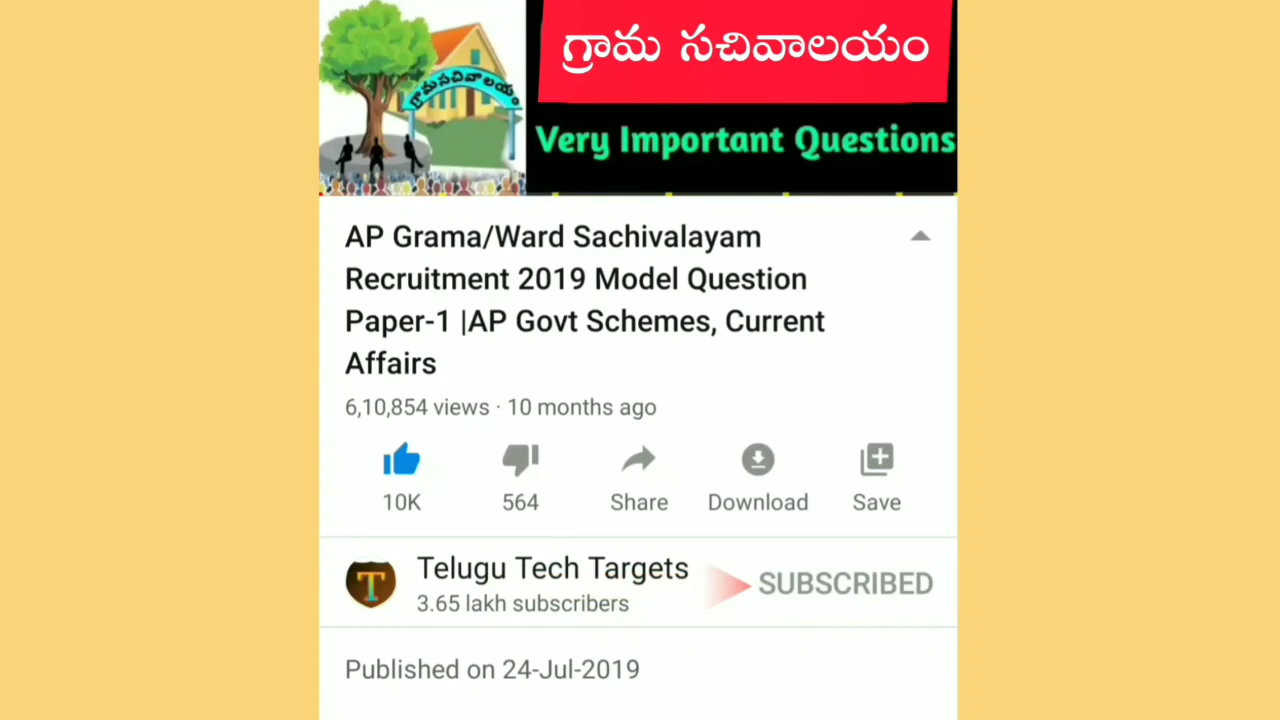 గ్రామ సచివాలయం
గ్రామ సచివాలయం
Very Important Questions
AP Grama/Ward Sachivalayam
Recruitment 2019 Model Question
Paper-1 |AP Govt Schemes, Current
Affairs
6,10,854 views · 10 months ago
10K
564
Share
Download
Save
T
Telugu Tech Targets
3.65 lakh subscribers
SUBSCRIBED
Published on 24-Jul-2019